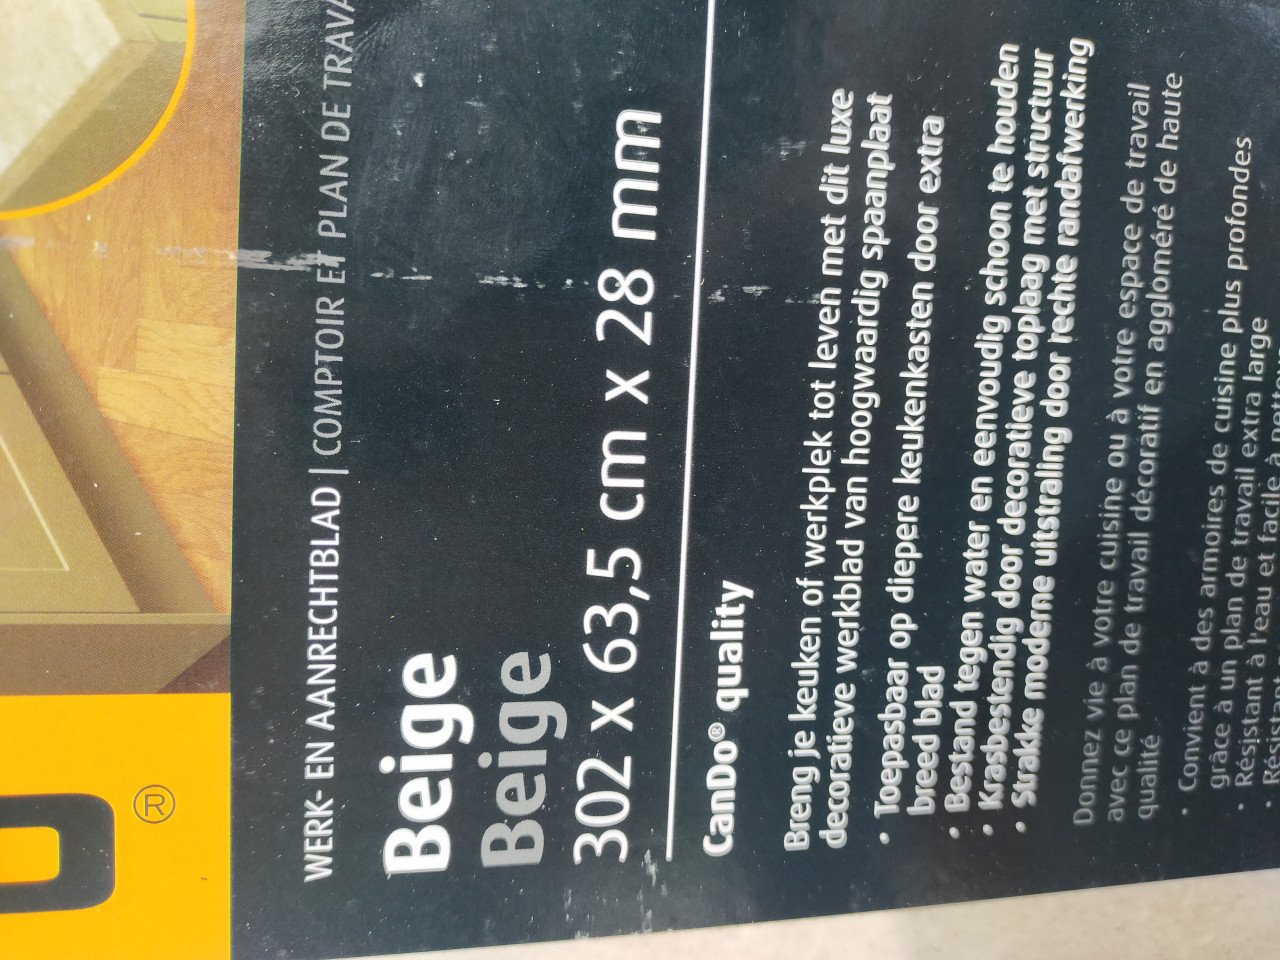 ®
WERK- EN AANRECHTBLAD | COMPTOIR ET PLAN DE
Beige
Beige
302 x 63,5 cm x 28 mm
CanDo® quality
Breng je keuken of werkplek tot leven met dit luxe
decoratieve werkblad van hoogwaardig spaanplaat
• Toepasbaar op diepere keukenkasten door extra
breed blad
• Bestand tegen water en eenvoudig schoon te houden
• Krasbestendig door decoratieve toplaag met structuur
• Strakke moderne uitstraling door rechte randafwerking
Donnez vie à votre cuisine ou à votre espace de travail
avec ce plan de travail décoratif en aggloméré de haute
qualité
• Convient à des armoires de cuisine plus profondes
grâce à un plan de travail extra large
• Résistant à l'eau et facile à